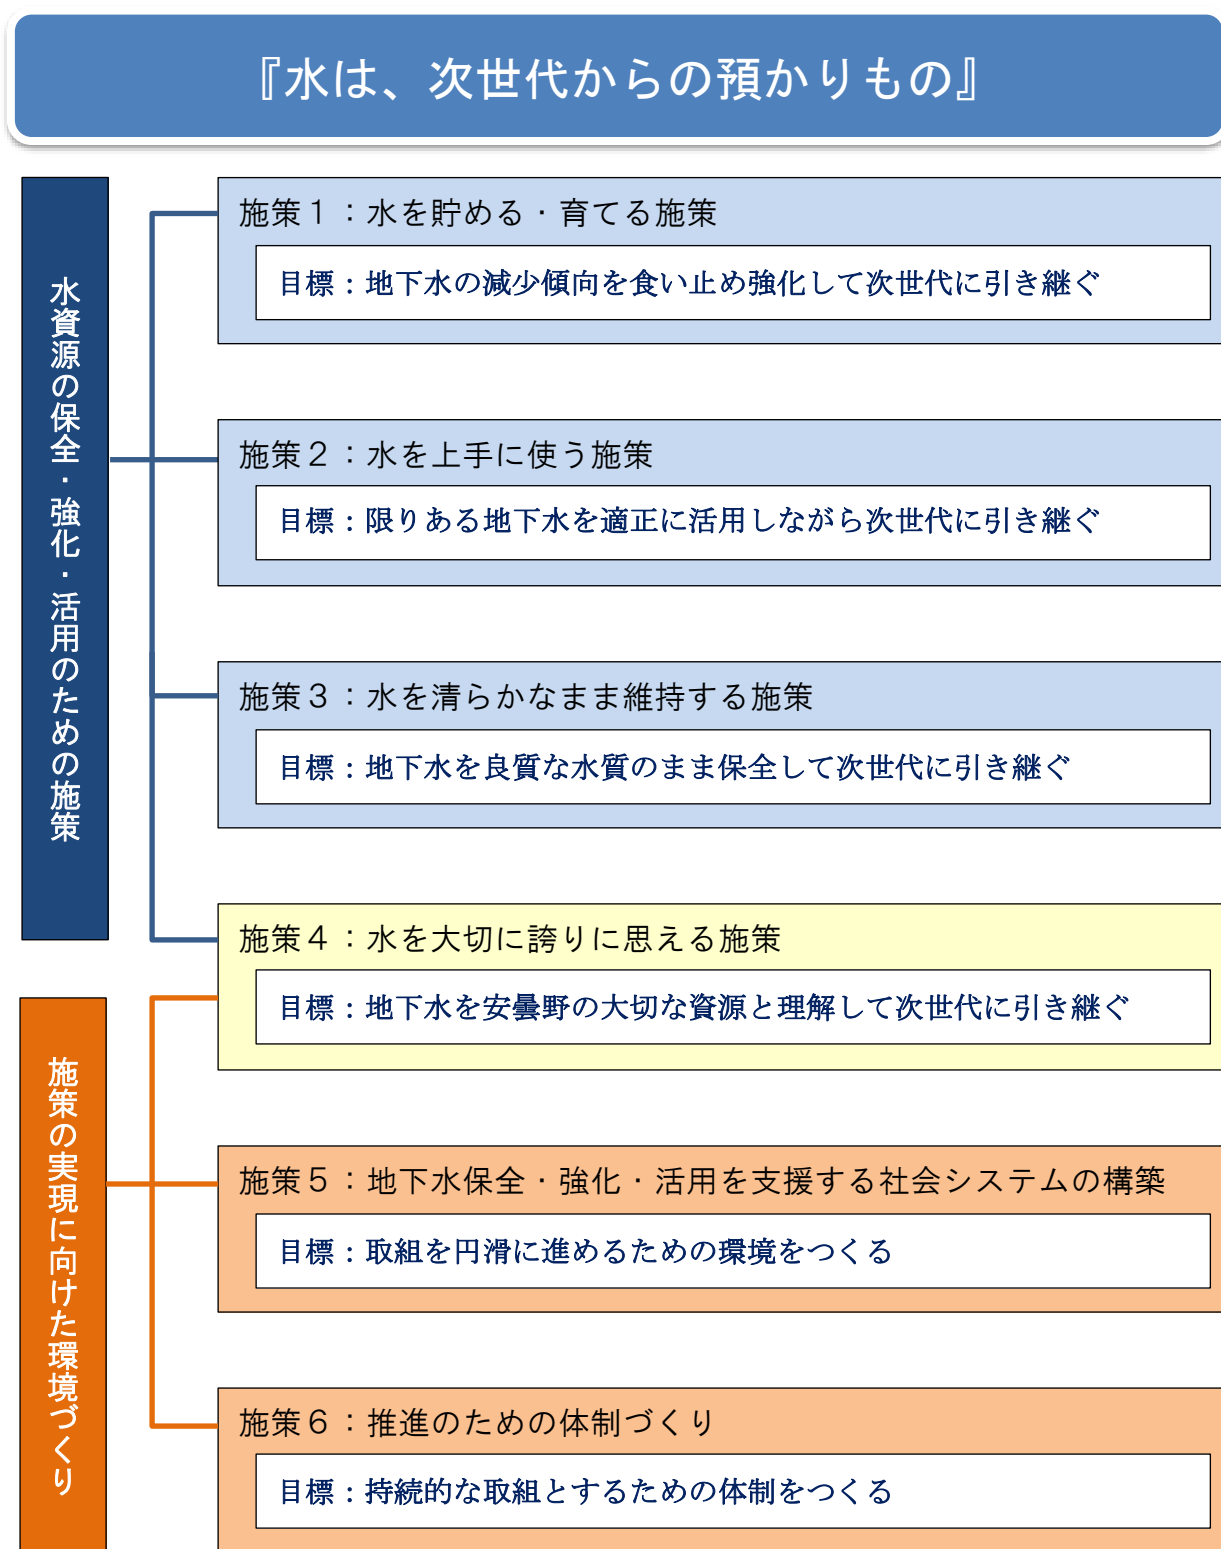 『水は、次世代からの預かりもの』
水資源の保全・強化・活用のための施策
施策１：水を貯める・育てる施策
目標：地下水の減少傾向を食い止め強化して次世代に引き継ぐ
施策２：水を上手に使う施策
目標：限りある地下水を適正に活用しながら次世代に引き継ぐ
施策３：水を清らかなまま維持する施策
目標：地下水を良質な水質のまま保全して次世代に引き継ぐ
施策４：水を大切に誇りに思える施策
目標：地下水を安曇野の大切な資源と理解して次世代に引き継ぐ
施策の実現に向けた環境づくり
施策５：地下水保全・強化・活用を支援する社会システムの構築
目標：取組を円滑に進めるための環境をつくる
施策６：推進のための体制づくり
目標：持続的な取組とするための体制をつくる